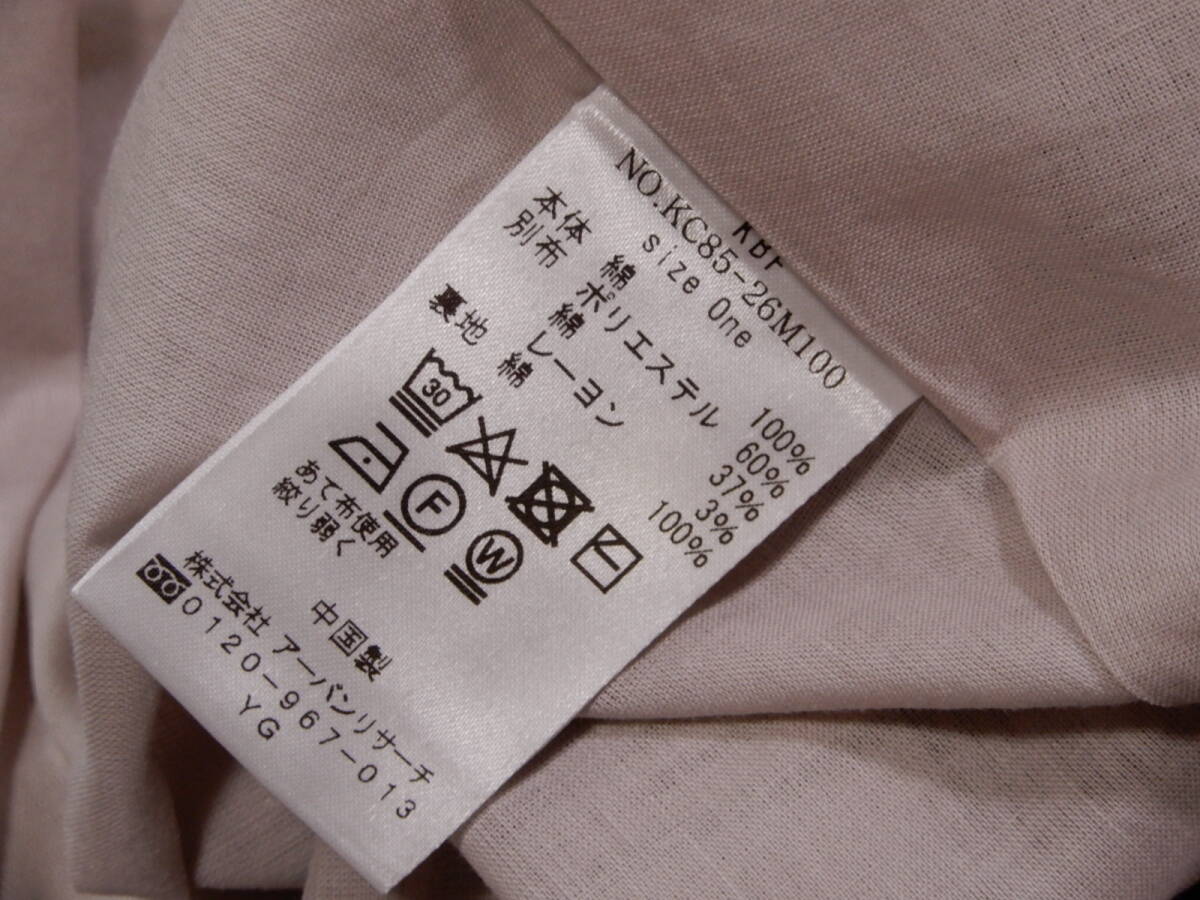 KBF
NO.KC85-26M100
size One
本体 綿 100%
別布 ポリエステル 60%
綿 37%
レーヨン 3%
裏地 綿 100%
30
F W
あて布使用
絞り弱く
中国製
株式会社 アーバンリサーチ
0120-967-013
YG